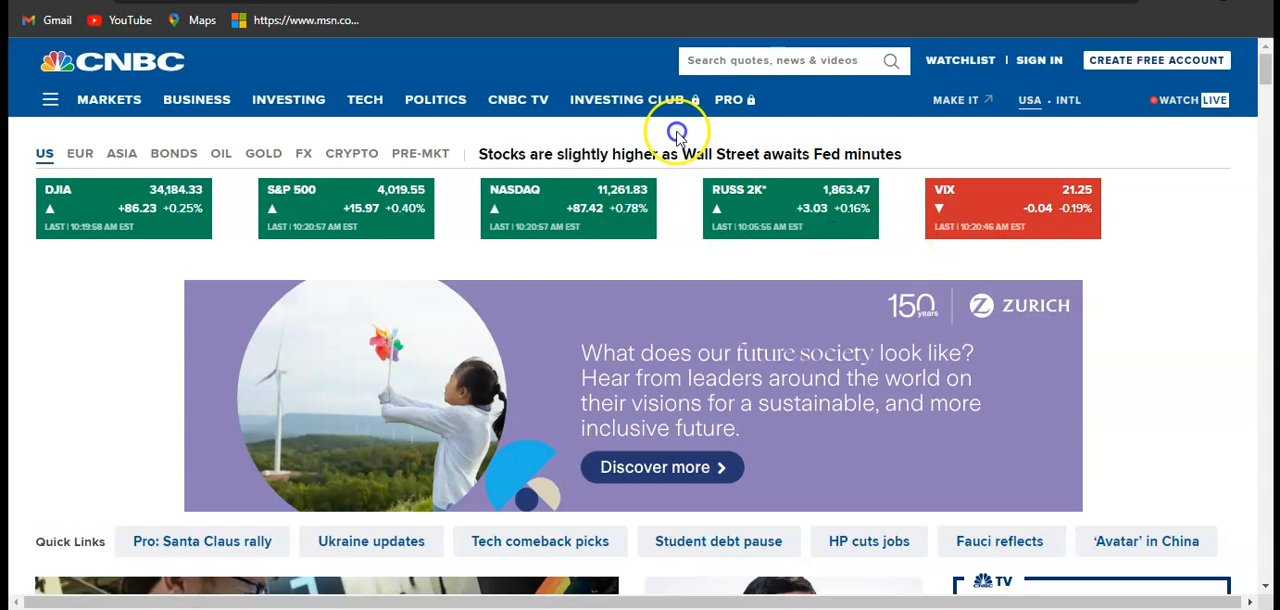 Gmail YouTube Maps https://www.msn.co...
CNBC Search quotes, news & videos WATCHLIST | SIGN IN CREATE FREE ACCOUNT
MARKETS BUSINESS INVESTING TECH POLITICS CNBC TV INVESTING CLUB PRO MAKE IT USA • INTL WATCH LIVE
US EUR ASIA BONDS OIL GOLD FX CRYPTO PRE-MKT Stocks are slightly higher as Wall Street awaits Fed minutes
DJIA 34,184.33
+86.23 +0.25%
LAST | 10:19:58 AM EST
S&P 500 4,019.55
+15.97 +0.40%
LAST | 10:20:57 AM EST
NASDAQ 11,261.83
+87.42 +0.78%
LAST | 10:20:57 AM EST
RUSS 2K* 1,863.47
+3.03 +0.16%
LAST | 10:05:55 AM EST
VIX 21.25
-0.04 -0.19%
LAST | 10:20:46 AM EST
150 years ZURICH
What does our future society look like?
Hear from leaders around the world on
their visions for a sustainable, and more
inclusive future.
Discover more
Quick Links Pro: Santa Claus rally Ukraine updates Tech comeback picks Student debt pause HP cuts jobs Fauci reflects ‘Avatar’ in China
TV